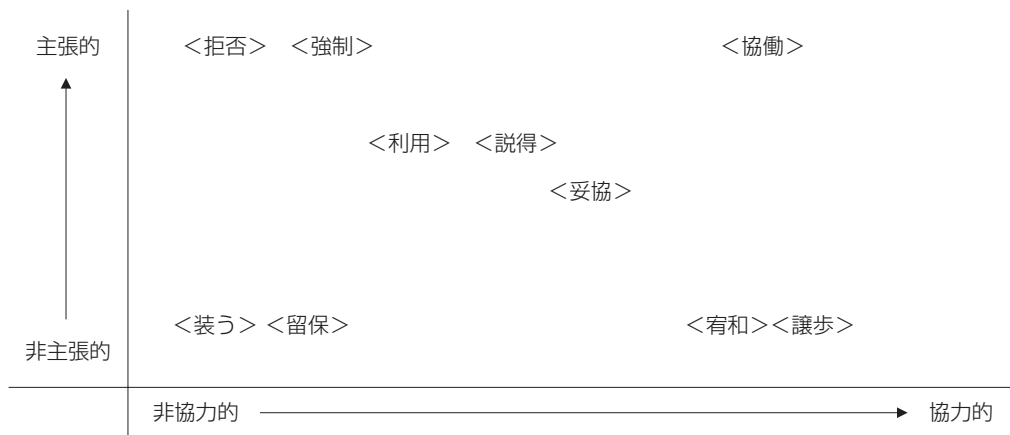 主張的 <拒否> <強制> <協働>
<利用> <説得>
<妥協>
<装う> <留保> <宥和> <譲歩>
非主張的
非協力的 協力的